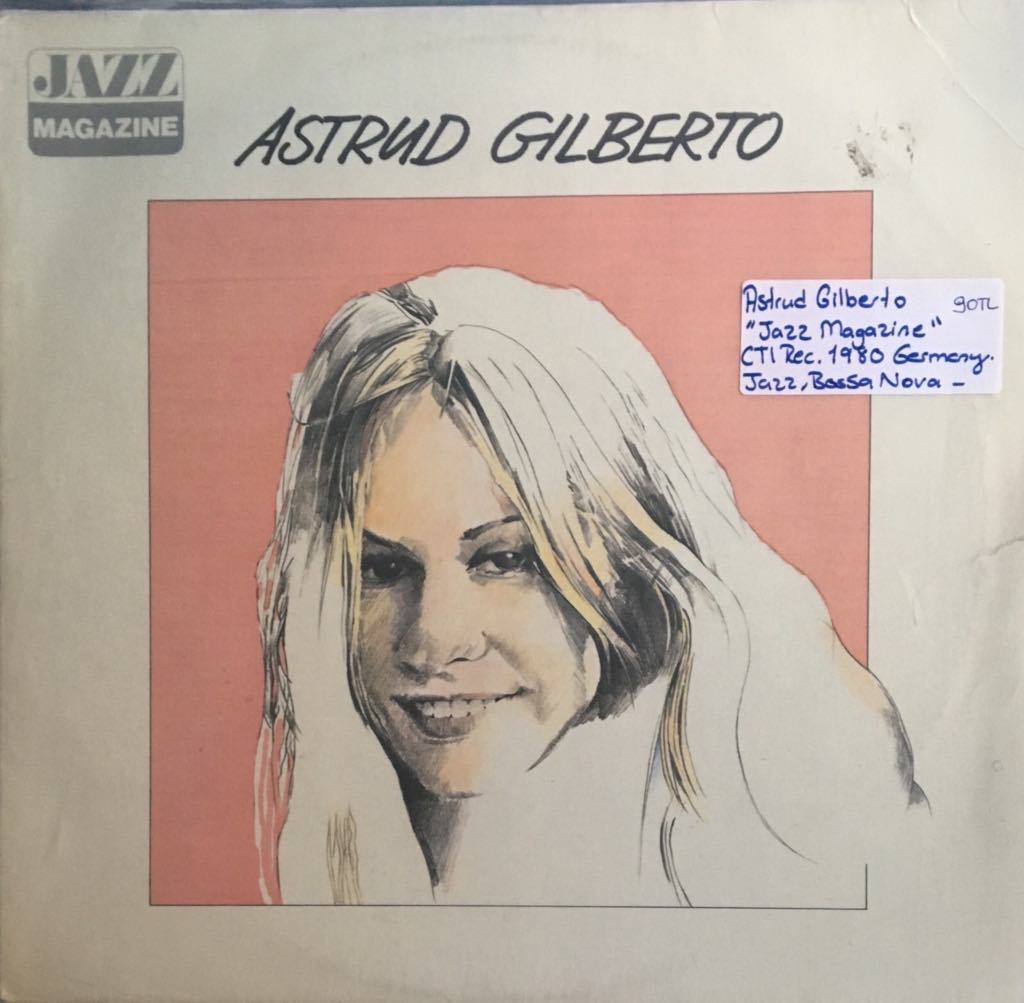 JAZZ
MAGAZINE
ASTRUD GILBERTO
Astrud Gilberto 90TL
"Jazz Magazine"
CTI Rec. 1980 Germany.
Jazz, Bossa Nova -